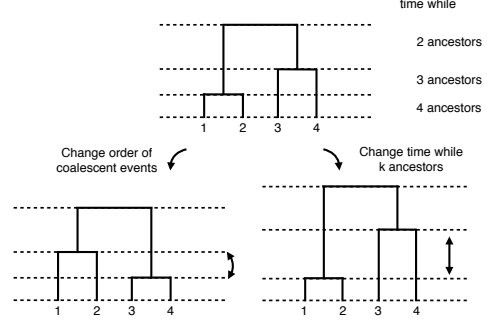 time while
2 ancestors
3 ancestors
4 ancestors
1 2 3 4
Change order of
coalescent events
Change time while
k ancestors
1 2 3 4
1 2 3 4